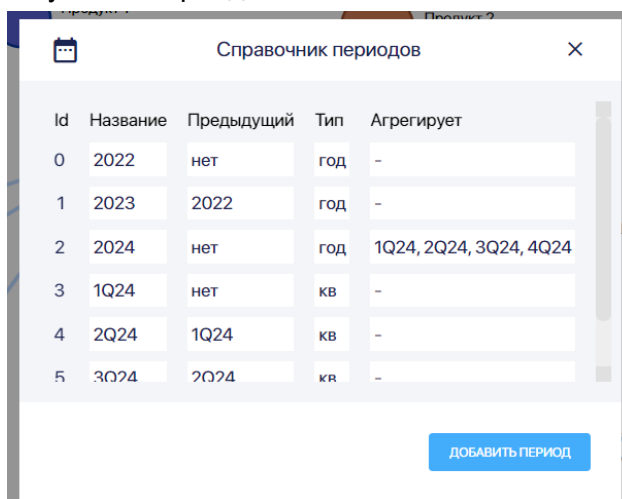 Продукт 2
Справочник периодов
Id Название Предыдущий Тип Агрегирует
0 2022 нет год -
1 2023 2022 год -
2 2024 нет год 1Q24, 2Q24, 3Q24, 4Q24
3 1Q24 нет кв -
4 2Q24 1Q24 кв -
5 3Q24 2Q24 кв -
ДОБАВИТЬ ПЕРИОД